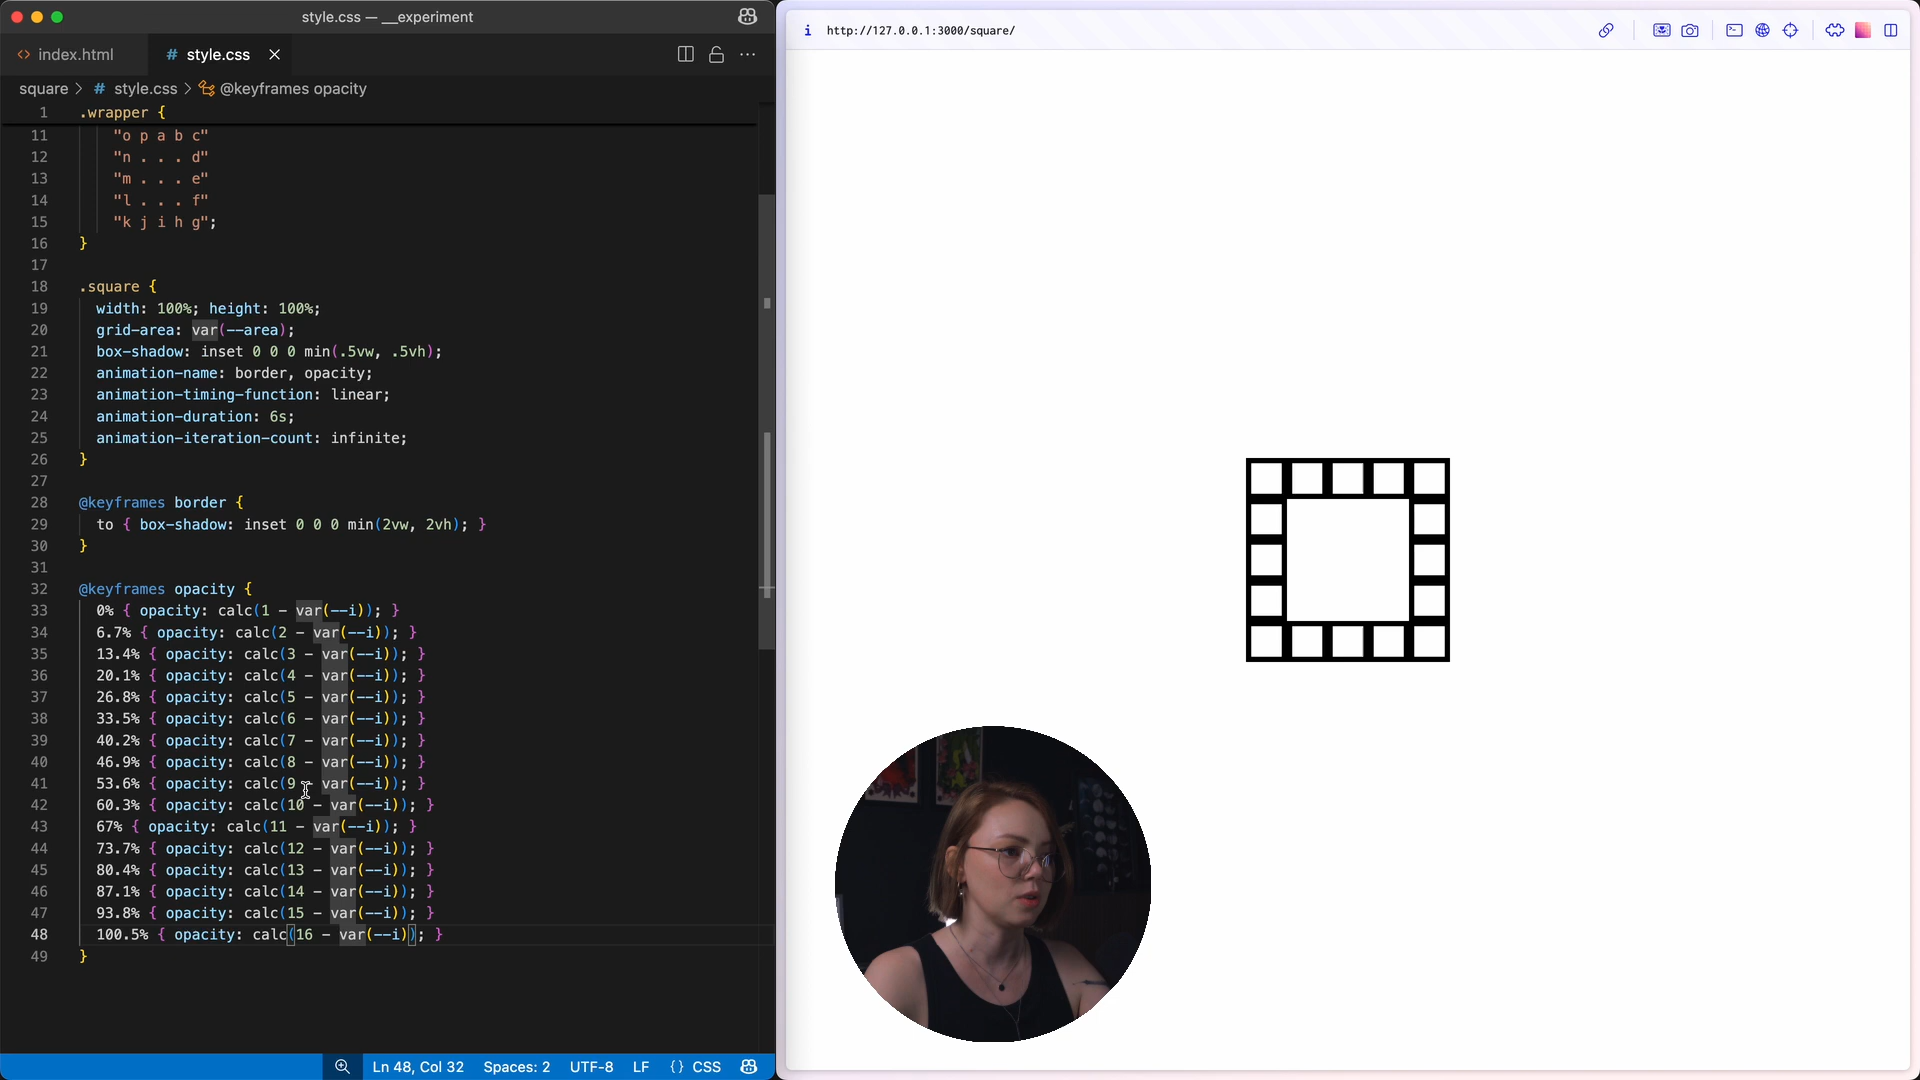 style.css — __experiment
<> index.html
# style.css
square > # style.css > @keyframes opacity
1 .wrapper {
11 "o p a b c"
12 "n . . . d"
13 "m . . . e"
14 "l . . . f"
15 "k j i h g";
16 }
17
18 .square {
19 width: 100%; height: 100%;
20 grid-area: var(--area);
21 box-shadow: inset 0 0 0 min(.5vw, .5vh);
22 animation-name: border, opacity;
23 animation-timing-function: linear;
24 animation-duration: 6s;
25 animation-iteration-count: infinite;
26 }
27
28 @keyframes border {
29 to { box-shadow: inset 0 0 0 min(2vw, 2vh); }
30 }
31
32 @keyframes opacity {
33 0% { opacity: calc(1 - var(--i)); }
34 6.7% { opacity: calc(2 - var(--i)); }
35 13.4% { opacity: calc(3 - var(--i)); }
36 20.1% { opacity: calc(4 - var(--i)); }
37 26.8% { opacity: calc(5 - var(--i)); }
38 33.5% { opacity: calc(6 - var(--i)); }
39 40.2% { opacity: calc(7 - var(--i)); }
40 46.9% { opacity: calc(8 - var(--i)); }
41 53.6% { opacity: calc(9 - var(--i)); }
42 60.3% { opacity: calc(10 - var(--i)); }
43 67% { opacity: calc(11 - var(--i)); }
44 73.7% { opacity: calc(12 - var(--i)); }
45 80.4% { opacity: calc(13 - var(--i)); }
46 87.1% { opacity: calc(14 - var(--i)); }
47 93.8% { opacity: calc(15 - var(--i)); }
48 100.5% { opacity: calc(16 - var(--i)); }
49 }
Ln 48, Col 32 Spaces: 2 UTF-8 LF {} CSS
i http://127.0.0.1:3000/square/